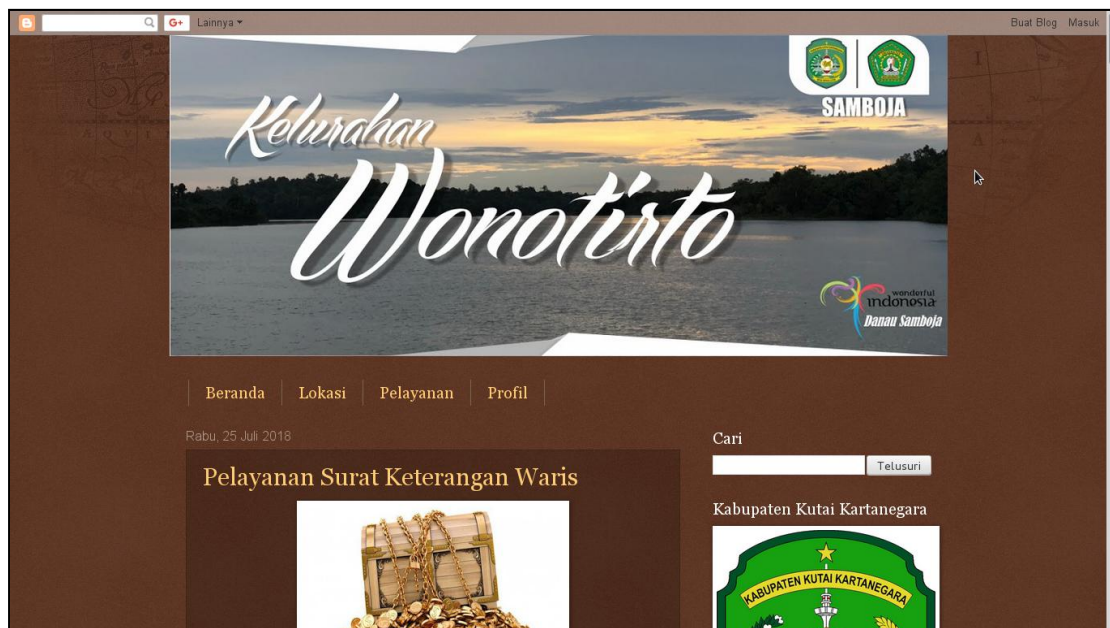 G+ Lainnya
Buat Blog Masuk
SAMBOJA
Kelurahan
Wonotirto
wonderful
indonesia
Danau Samboja
Beranda Lokasi Pelayanan Profil
Rabu, 25 Juli 2018
Pelayanan Surat Keterangan Waris
Cari
Telusuri
Kabupaten Kutai Kartanegara
KABUPATEN KUTAI KARTANEGARA